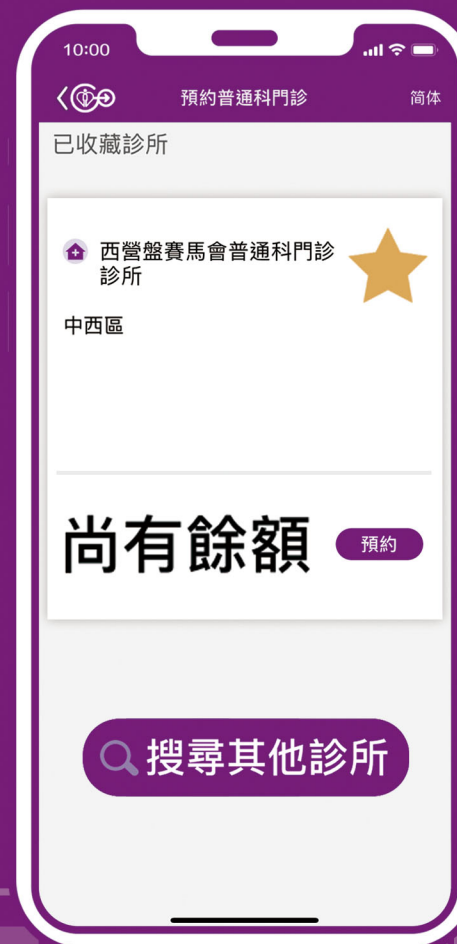 10:00
預約普通科門診
简体
已收藏診所
西營盤賽馬會普通科門診
診所
中西區
尚有餘額
預約
搜尋其他診所